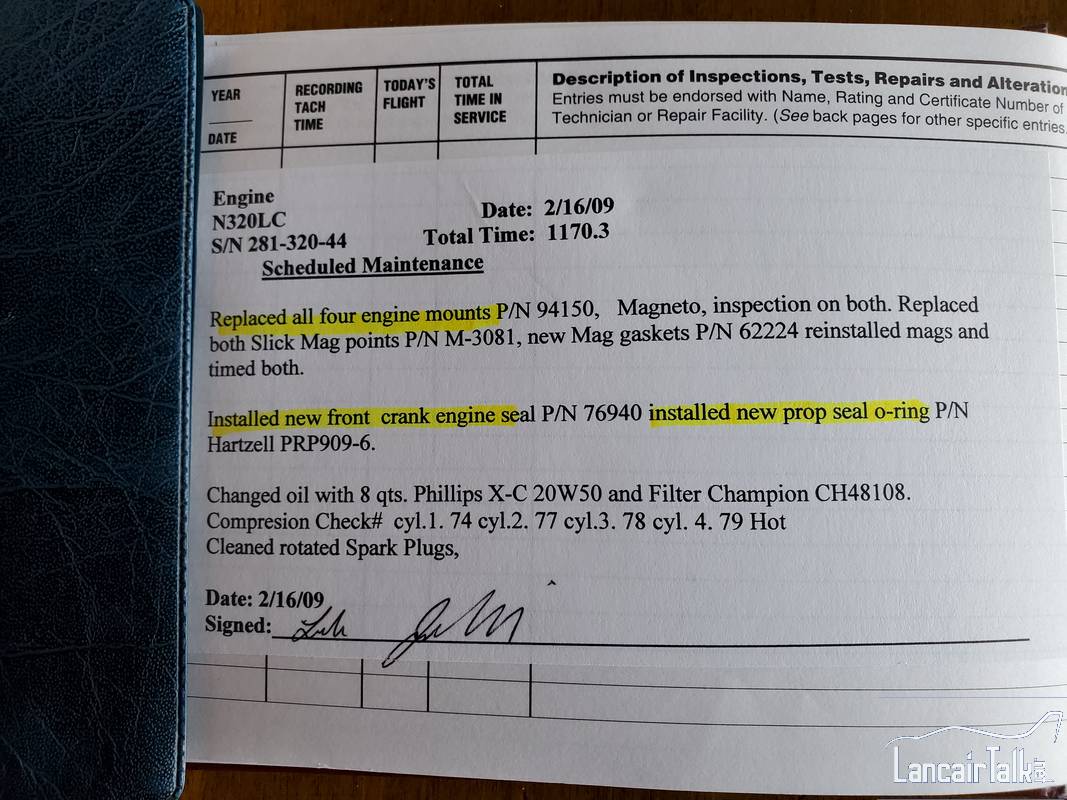 YEAR
DATE
RECORDING
TACH
TIME
TODAY'S
FLIGHT
TOTAL
TIME IN
SERVICE
Description of Inspections, Tests, Repairs and Alteration
Entries must be endorsed with Name, Rating and Certificate Number of
Technician or Repair Facility. (See back pages for other specific entries.
Engine
N320LC
S/N 281-320-44
Date: 2/16/09
Total Time: 1170.3
Scheduled Maintenance
Replaced all four engine mounts P/N 94150, Magneto, inspection on both. Replaced
both Slick Mag points P/N M-3081, new Mag gaskets P/N 62224 reinstalled mags and
timed both.
Installed new front crank engine seal P/N 76940 installed new prop seal o-ring P/N
Hartzell PRP909-6.
Changed oil with 8 qts. Phillips X-C 20W50 and Filter Champion CH48108.
Compresion Check# cyl.1. 74 cyl.2. 77 cyl.3. 78 cyl. 4. 79 Hot
Cleaned rotated Spark Plugs,
Date: 2/16/09
Signed:
LancairTalk